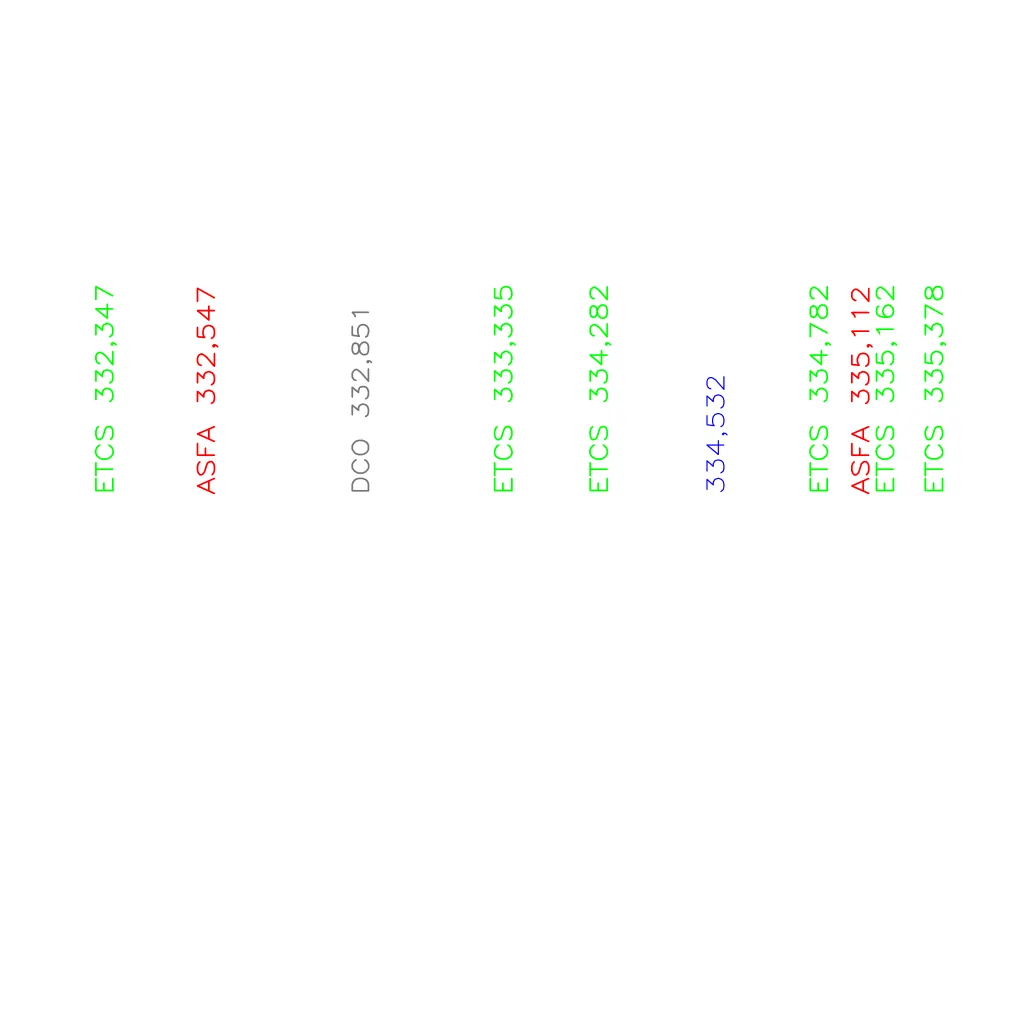 ETCS 332,347
ASFA 332,547
DCO 332,851
ETCS 333,335
ETCS 334,282
334,532
ETCS 334,782
ASFA 335,112
ETCS 335,162
ETCS 335,378